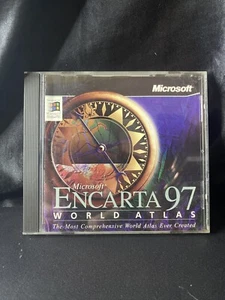 Microsoft
Microsoft
ENCARTA 97
WORLD ATLAS
The Most Comprehensive World Atlas Ever Created